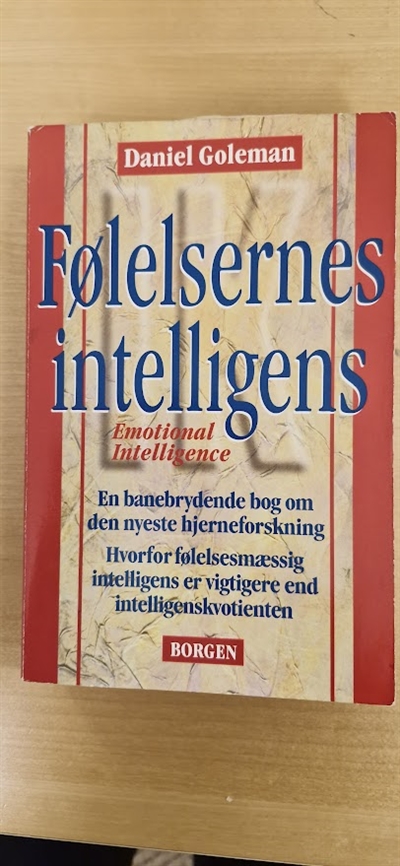 Daniel Goleman
Følelsernes
intelligens
Emotional
Intelligence
En banebrydende bog om
den nyeste hjerneforskning
Hvorfor følelsesmæssig
intelligens er vigtigere end
intelligenskvotienten
BORGEN